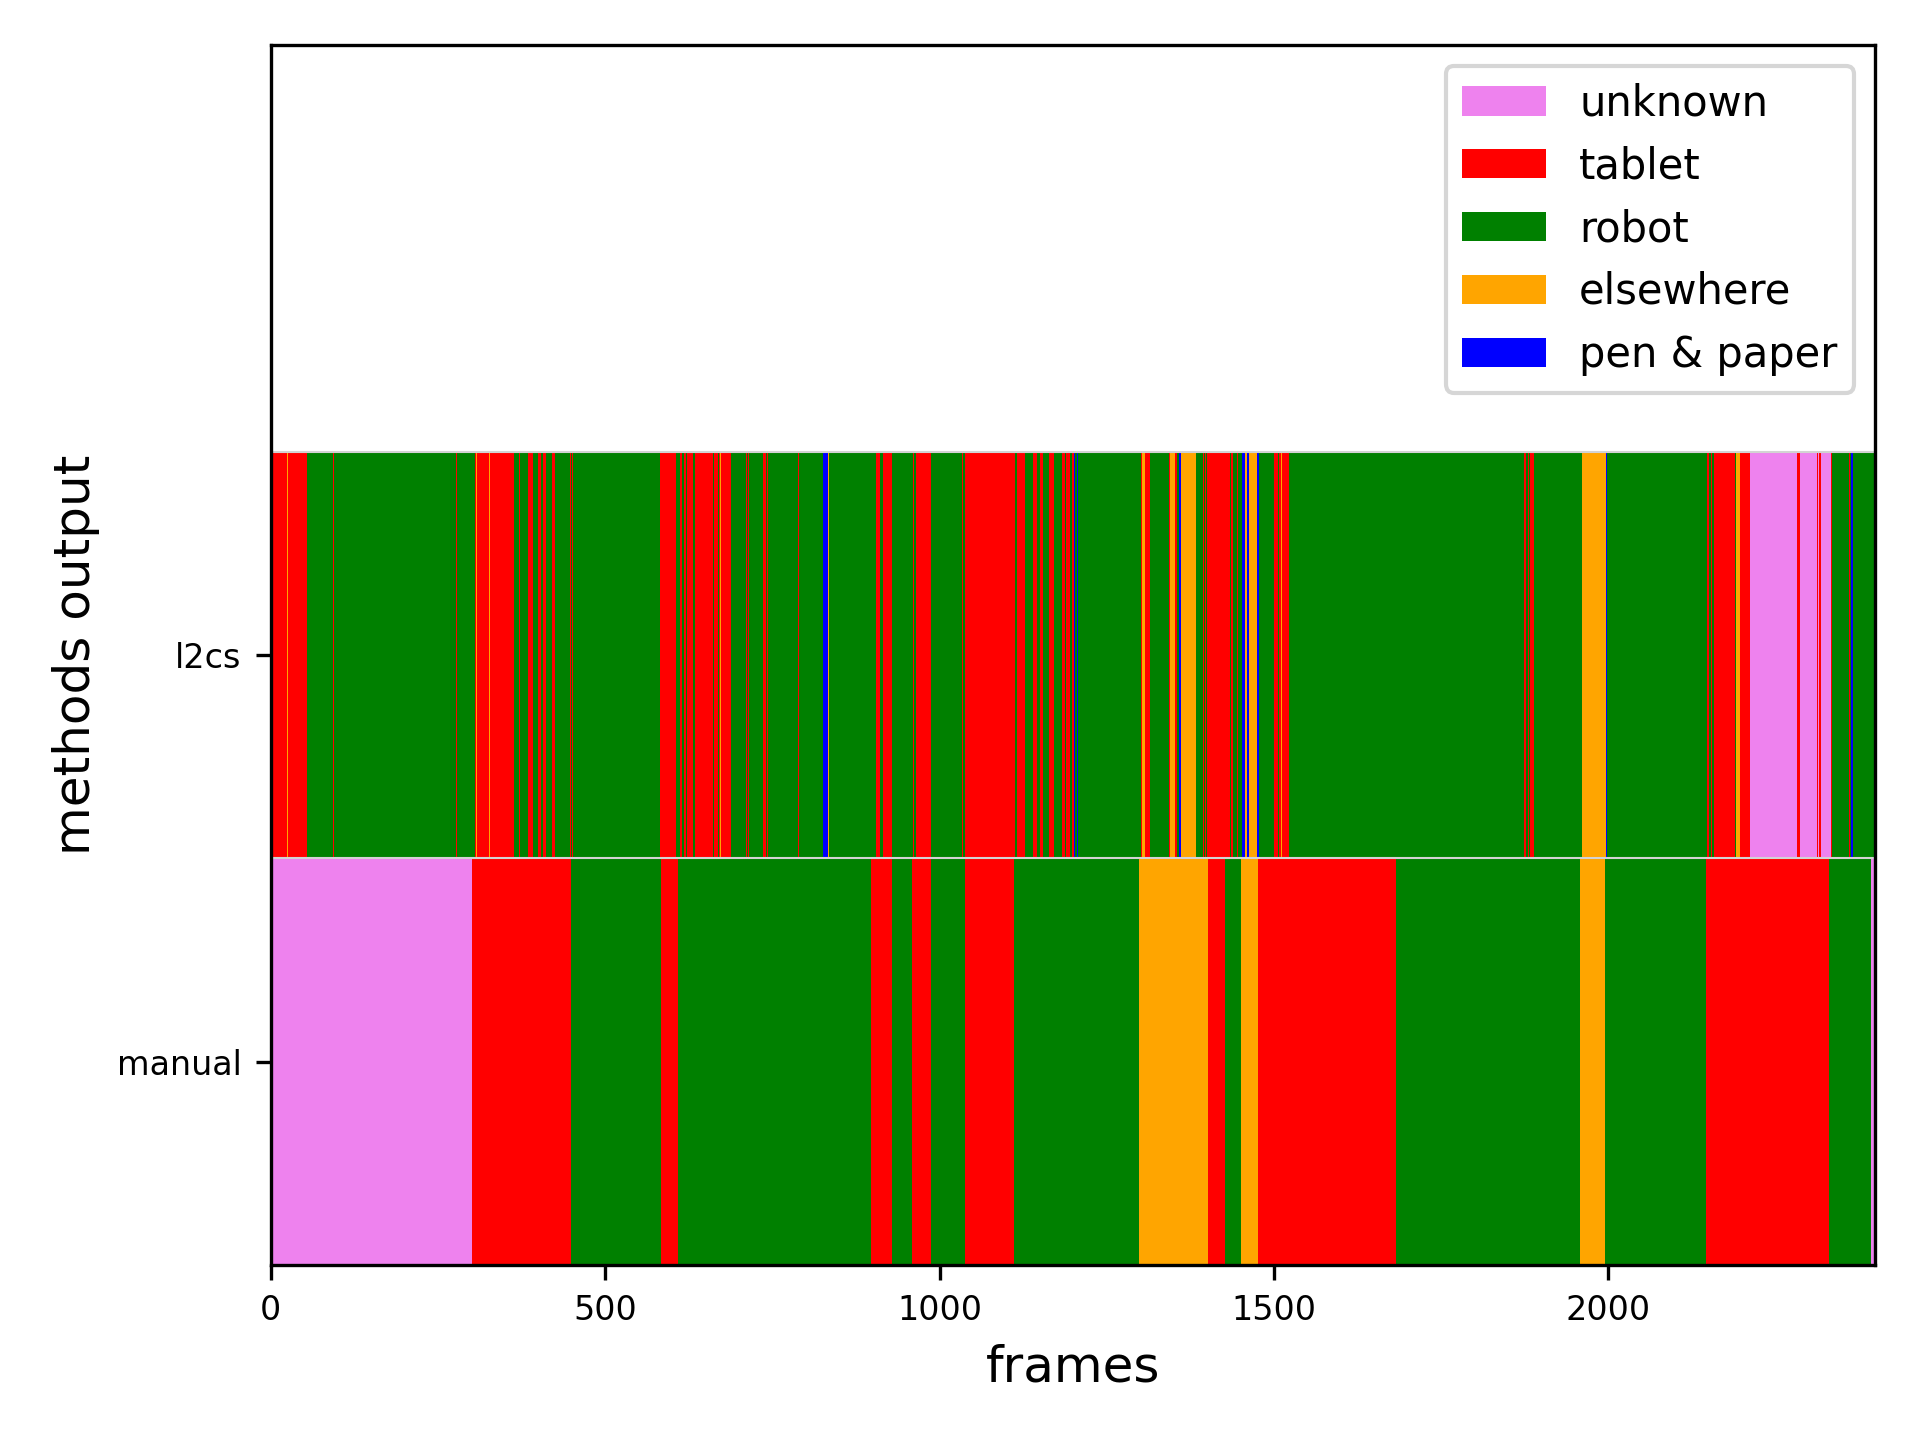 unknown
tablet
robot
elsewhere
pen & paper
methods output
l2cs
manual
0 500 1000 1500 2000
frames